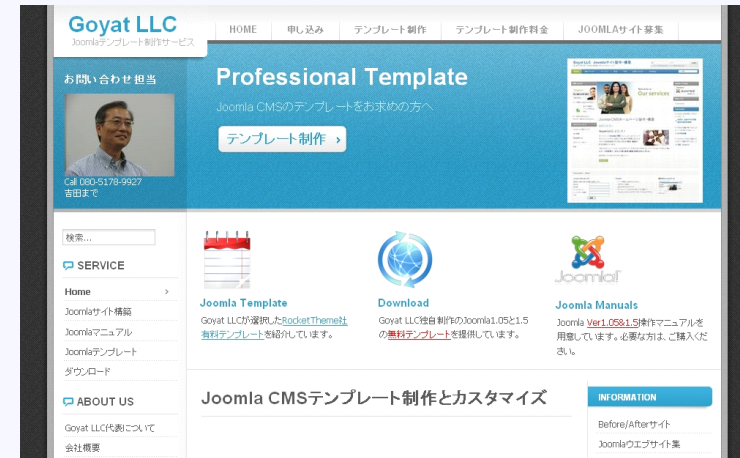 Goyat LLC
Joomlaテンプレート制作サービス
HOME 申し込み テンプレート制作 テンプレート制作料金 JOOMLAサイト募集
お問い合わせ担当
Call 080-5178-9927
吉田まで
Professional Template
Joomla CMSのテンプレートをお求めの方へ
テンプレート制作 ›
Our services
検索...
SERVICE
Home
Joomlaサイト構築
Joomlaマニュアル
Joomlaテンプレート
ダウンロード
ABOUT US
Goyat LLC代表について
会社概要
Joomla Template
Goyat LLCが選択したRocketTheme社
有料テンプレートを紹介しています。
Download
Goyat LLC独自制作のJoomla1.05と1.5
の無料テンプレートを提供しています。
Joomla!
Joomla Manuals
Joomla Ver1.05&1.5操作マニュアルを
用意しています。必要な方は、ご購入くだ
さい。
Joomla CMSテンプレート制作とカスタマイズ
INFORMATION
Before/Afterサイト
Joomlaウエブサイト集